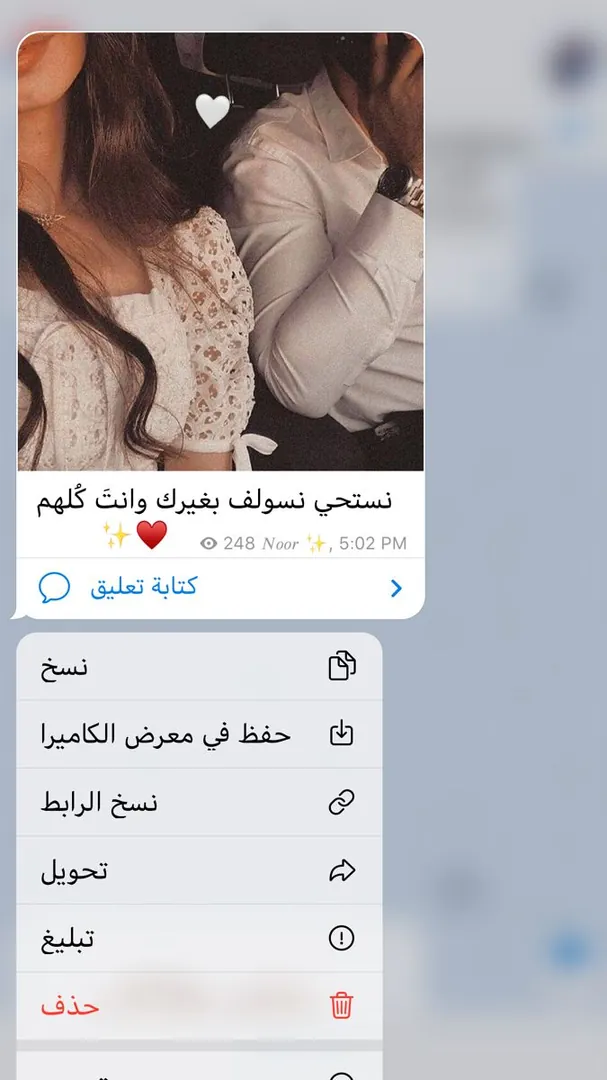 نستحي نسولف بغيرك وانتَ كُلهم
♥️✨
248 Noor ✨, 5:02 PM
كتابة تعليق
نسخ
حفظ في معرض الكاميرا
نسخ الرابط
تحويل
تبليغ
حذف